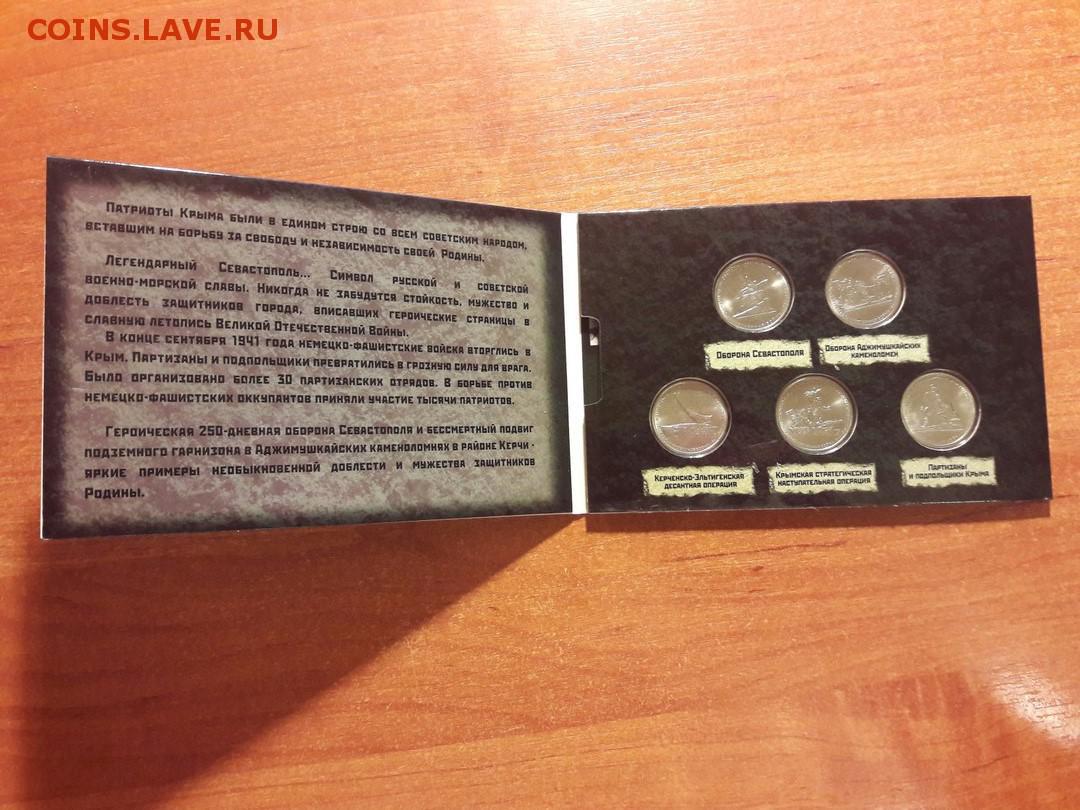 COINS.LAVE.RU
Патриоты Крыма были в едином строю со всем советским народом,
вставшим на борьбу за свободу и независимость своей Родины.
Легендарный Севастополь... Символ русской и советской
военно-морской славы. Никогда не забудутся стойкость, мужество и
доблесть защитников города, вписавших героические страницы в
славную летопись Великой Отечественной Войны.
В конце сентября 1941 года немецко-фашистские войска вторглись в
Крым. Партизаны и подпольщики превратились в грозную силу для врага.
Было организовано более 30 партизанских отрядов. В борьбе против
немецко-фашистских оккупантов приняли участие тысячи патриотов.
Героическая 250-дневная оборона Севастополя и бессмертный подвиг
подземного гарнизона в Аджимушкайских каменоломнях в районе Керчи -
яркие примеры необыкновенной доблести и мужества защитников
Родины.
Оборона Севастополя
Оборона Аджимушкайских
каменоломен
Керченско-Эльтигенская
десантная операция
Крымская стратегическая
наступательная операция
Партизаны
и подпольщики Крыма